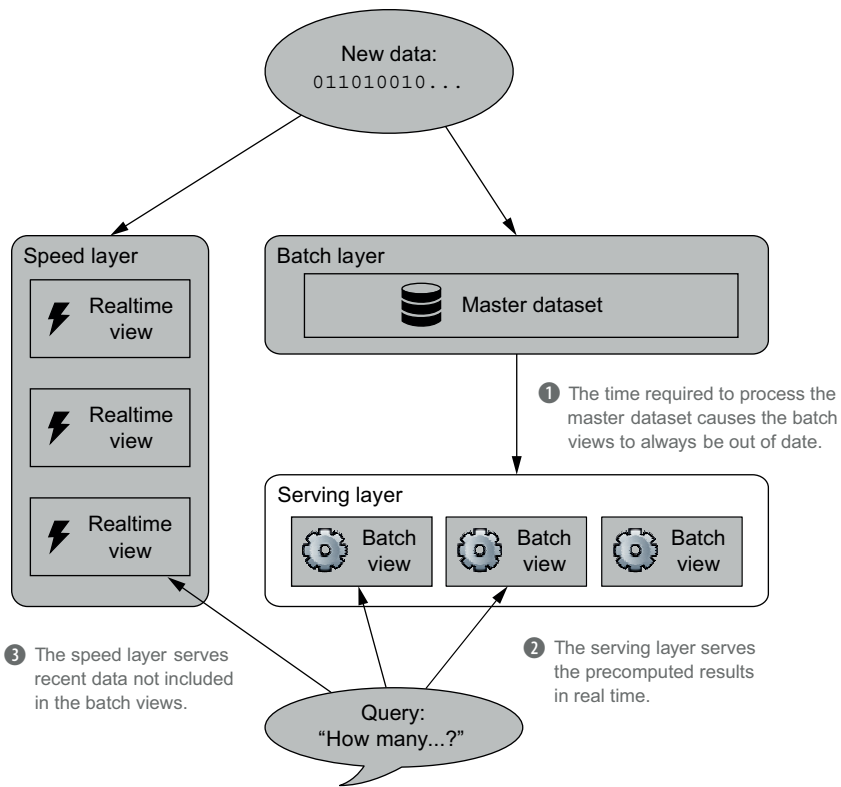 New data:
011010010...
Speed layer
Realtime
view
Realtime
view
Realtime
view
Batch layer
Master dataset
❶ The time required to process the
master dataset causes the batch
views to always be out of date.
Serving layer
Batch
view
Batch
view
Batch
view
❷ The serving layer serves
the precomputed results
in real time.
❸ The speed layer serves
recent data not included
in the batch views.
Query:
“How many...?”